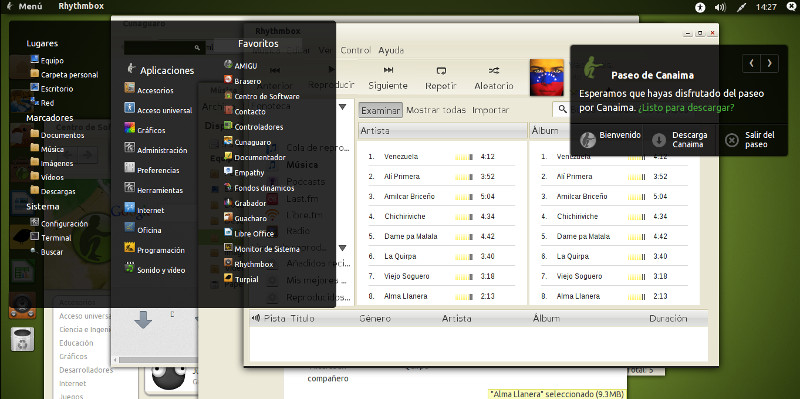 Menú
Rhythmbox
14:27
Lugares
Equipo
Carpeta personal
Escritorio
Red
Marcadores
Documentos
Música
Imágenes
Vídeos
Descargas
Sistema
Configuración
Terminal
Buscar
Aplicaciones
Accesorios
Acceso universal
Gráficos
Administración
Preferencias
Herramientas
Internet
Oficina
Programación
Sonido y vídeo
Favoritos
AMIGU
Brasero
Centro de Software
Contacto
Controladores
Cunaguaro
Documentador
Empathy
Fondos dinámicos
Grabador
Guacharo
Libre Office
Monitor de Sistema
Rhythmbox
Turpial
Rhythmbox
Ver Control Ayuda
Anterior Reproducir Siguiente Repetir Aleatorio
Examinar Mostrar todas Importar
Cola de repro...
Música
Podcasts
Last.fm
Libre.fm
Radio
Añadidos reci...
Mis mejores ...
Reproducidos...
Artista
1. Venezuela 4:12
2. Alí Primera 3:52
3. Amilcar Briceño 5:04
4. Chichiriviche 4:34
5. Dame pa Matala 4:42
6. La Quirpa 3:40
7. Viejo Soguero 3:18
8. Alma Llanera 2:13
Álbum
1. Venezuela 4:12
2. Alí Primera 3:52
3. Amilcar Briceño 5:04
4. Chichiriviche 4:34
5. Dame pa Matala 4:42
6. La Quirpa 3:40
7. Viejo Soguero 3:18
8. Alma Llanera 2:13
Pista Título Género Artista Álbum Duración
Paseo de Canaima
Esperamos que hayas disfrutado del paseo
por Canaima. ¿Listo para descargar?
Bienvenido
Descarga
Canaima
Salir del
paseo
Accesorios
Acceso universal
Ciencia e Ingenie
Educación
Gráficos
Desarrolladores
Internet
Juegos
compañero
Total: 5
"Alma Llanera" seleccionado (9.3MB)